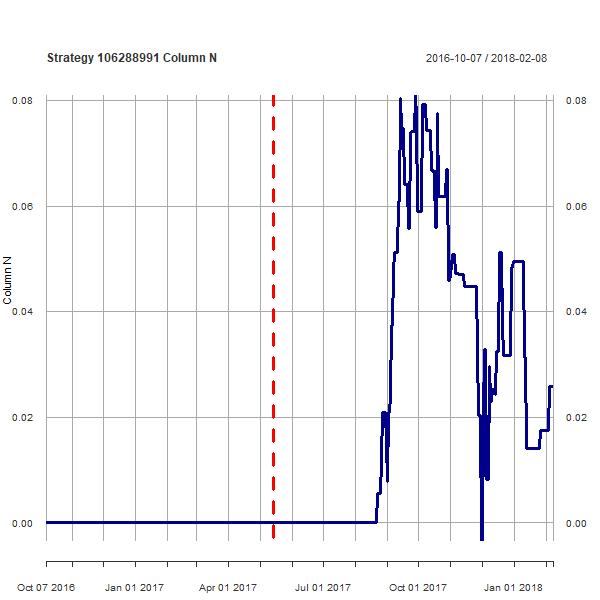 Strategy 106288991 Column N
2016-10-07 / 2018-02-08
0.08
0.08
0.06
0.06
Column N
0.04
0.04
0.02
0.02
0.00
0.00
Oct 07 2016
Jan 01 2017
Apr 01 2017
Jul 01 2017
Oct 01 2017
Jan 01 2018